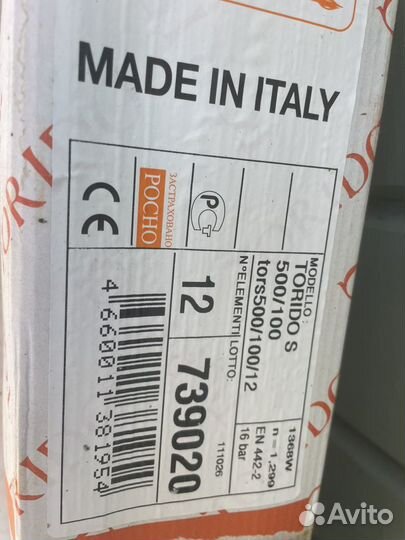 MADE IN ITALY
MODELLO:
TORIDO S
500/100
tors500/100/12
1368W
n = 1,299
EN 442-2
16 bar
N°ELEMENTI
LOTTO:
12
739020
111026
ЗАСТРАХОВАНО
РОСНО
РСТ
CE
4 660011 381954
Avito